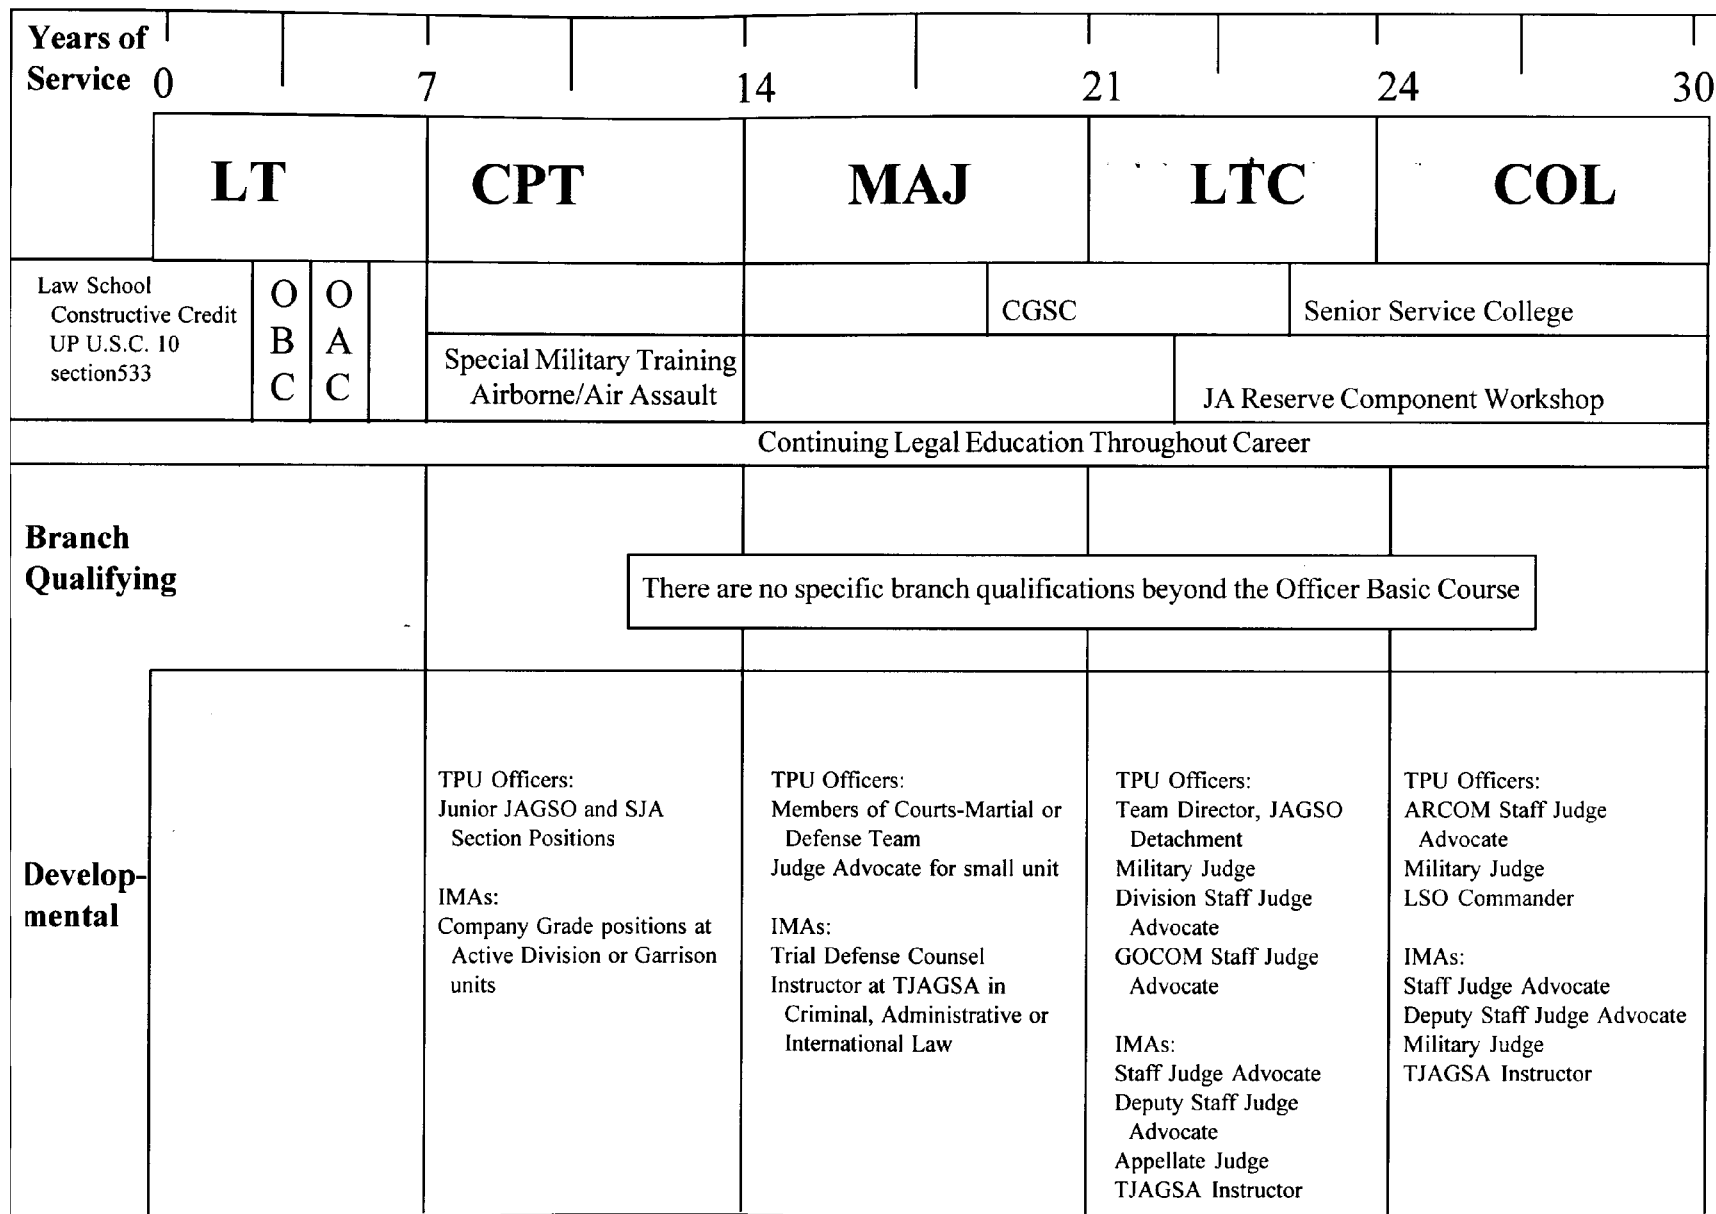 Years of
Service 0 7 14 21 24 30
LT CPT MAJ LTC COL
Law School
Constructive Credit
UP U.S.C. 10
section533
O
B
C
O
A
C
CGSC
Senior Service College
Special Military Training
Airborne/Air Assault
JA Reserve Component Workshop
Continuing Legal Education Throughout Career
Branch
Qualifying
There are no specific branch qualifications beyond the Officer Basic Course
Develop-
mental
TPU Officers:
Junior JAGSO and SJA
Section Positions
IMAs:
Company Grade positions at
Active Division or Garrison
units
TPU Officers:
Members of Courts-Martial or
Defense Team
Judge Advocate for small unit
IMAs:
Trial Defense Counsel
Instructor at TJAGSA in
Criminal, Administrative or
International Law
TPU Officers:
Team Director, JAGSO
Detachment
Military Judge
Division Staff Judge
Advocate
GOCOM Staff Judge
Advocate
IMAs:
Staff Judge Advocate
Deputy Staff Judge
Advocate
Appellate Judge
TJAGSA Instructor
TPU Officers:
ARCOM Staff Judge
Advocate
Military Judge
LSO Commander
IMAs:
Staff Judge Advocate
Deputy Staff Judge Advocate
Military Judge
TJAGSA Instructor